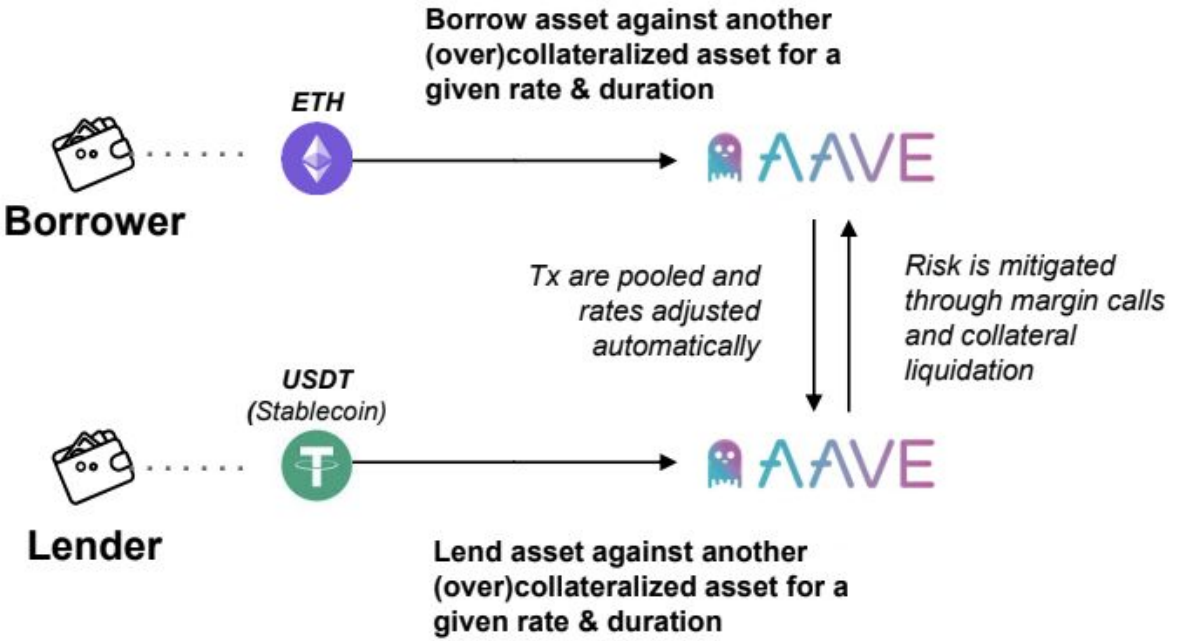 Borrow asset against another
(over)collateralized asset for a
given rate & duration
ETH
AAVE
Borrower
Tx are pooled and
rates adjusted
automatically
Risk is mitigated
through margin calls
and collateral
liquidation
USDT
(Stablecoin)
AAVE
Lender
Lend asset against another
(over)collateralized asset for a
given rate & duration